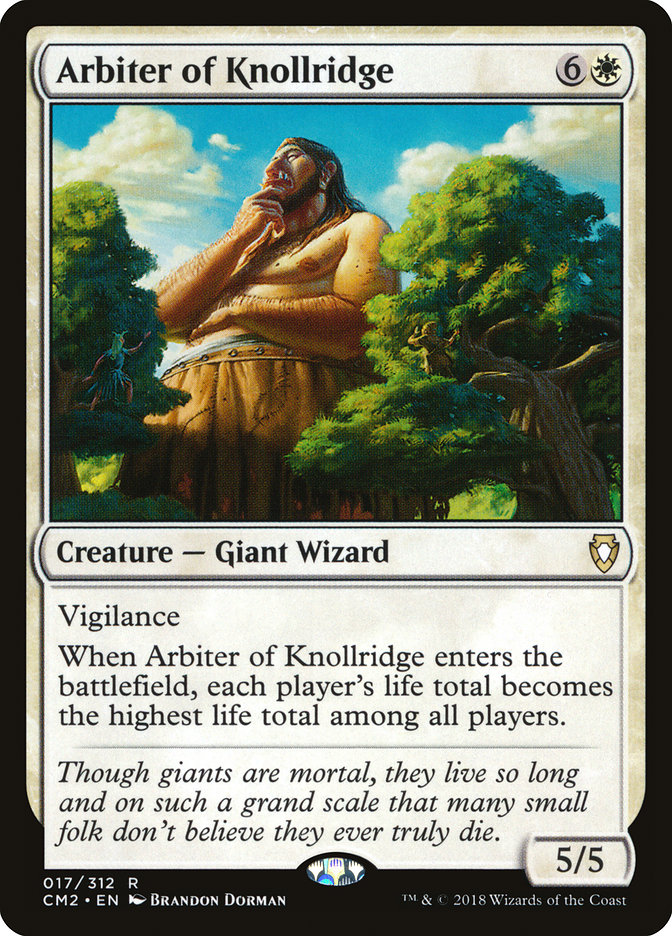 Arbiter of Knollridge 6
Creature — Giant Wizard
Vigilance
When Arbiter of Knollridge enters the
battlefield, each player's life total becomes
the highest life total among all players.
Though giants are mortal, they live so long
and on such a grand scale that many small
folk don't believe they ever truly die.
5/5
017/312 R
CM2 • EN Brandon Dorman
™ & © 2018 Wizards of the Coast